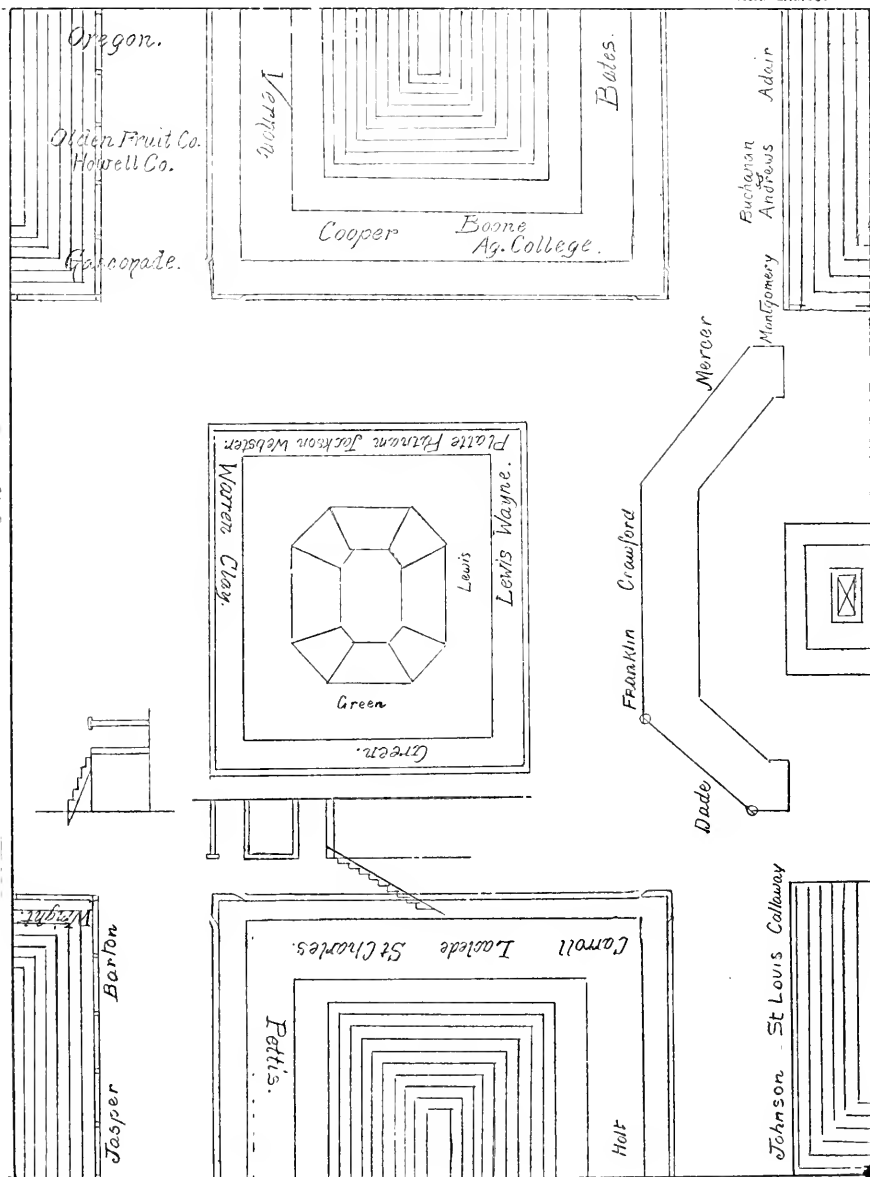 Oregon.
Olden Fruit Co.
Howell Co.
Gasconade.
Vernon
Bates.
Cooper
Boone
Ag. College.
Adair
Buchanan
&
Andrews
Montgomery
Mercer
Platte Putnam Jackson Webster
Warren Clay.
Lewis Wayne.
Lewis
Green
Green.
Franklin Crawford
Dade
Wright.
Barton
Jasper
Carroll Laclede St Charles.
Pettis.
Holt
Johnson - St Louis Callaway